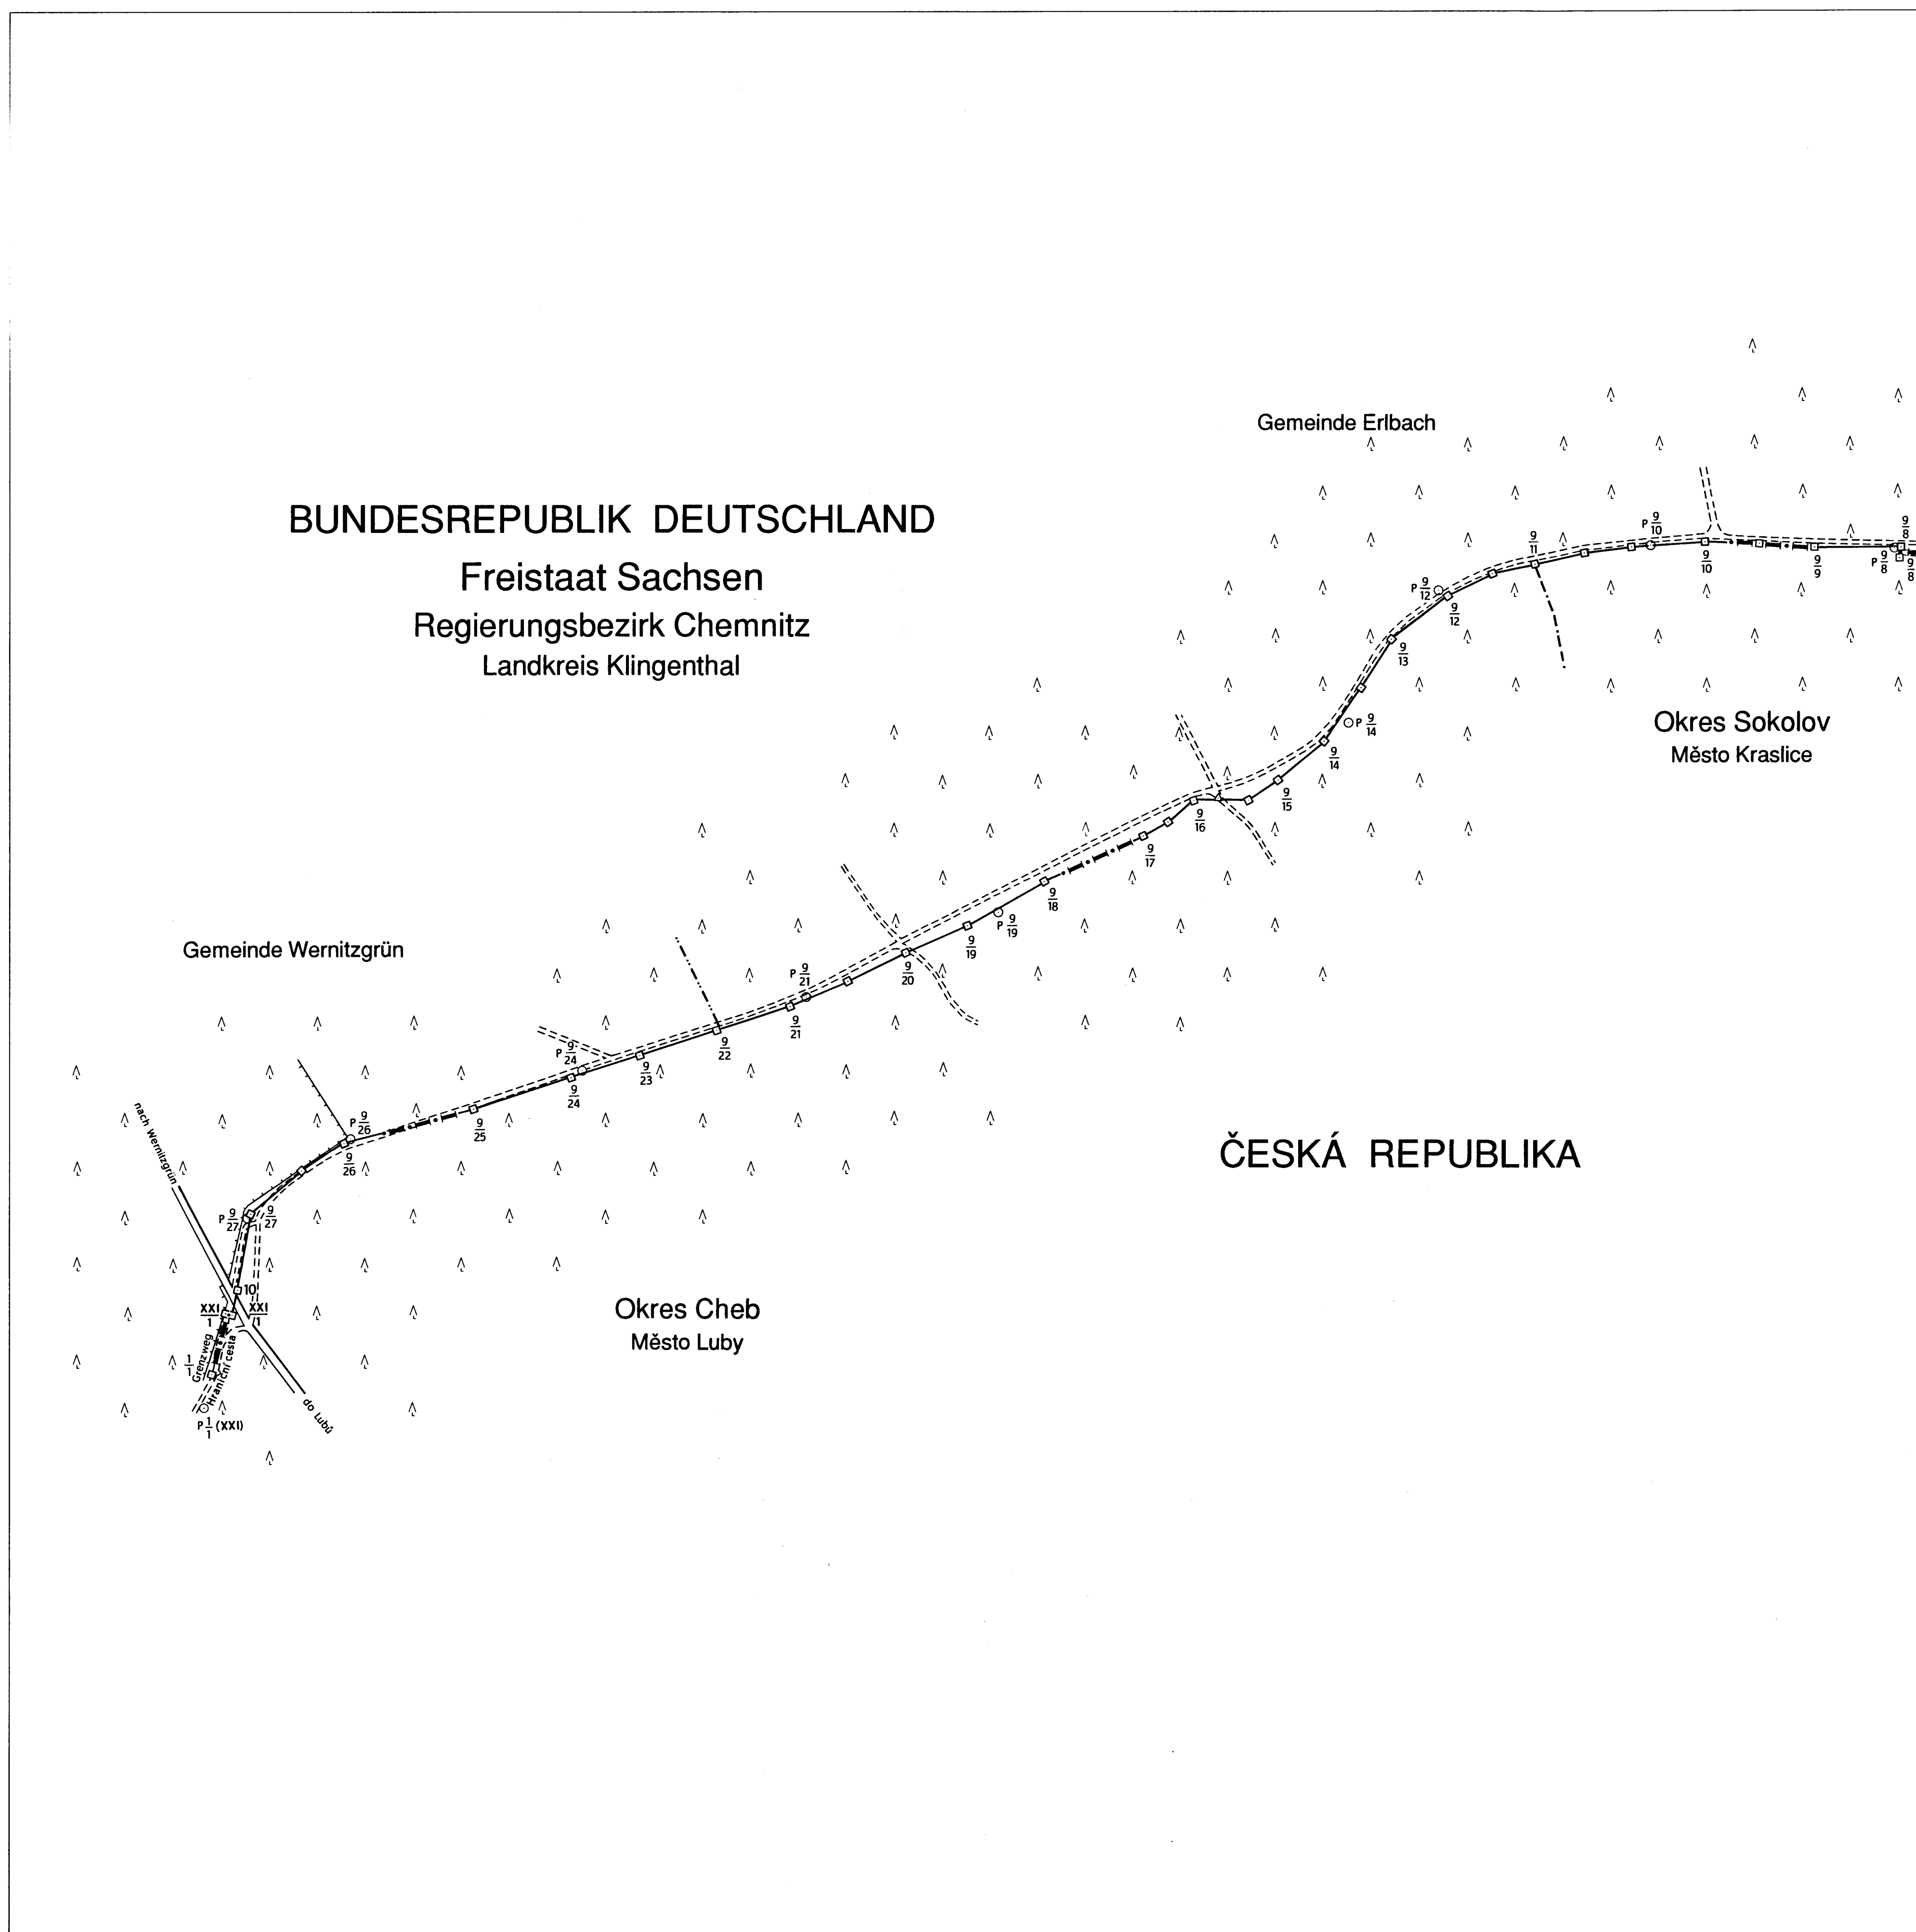 Gemeinde Erlbach
BUNDESREPUBLIK DEUTSCHLAND
Freistaat Sachsen
Regierungsbezirk Chemnitz
Landkreis Klingenthal
9/8
P 9/8
9/8
9/9
P 9/10
9/10
9/11
P 9/12
9/12
9/13
P 9/14
9/14
Okres Sokolov
Město Kraslice
9/15
9/16
9/17
9/18
P 9/19
9/19
Gemeinde Wernitzgrün
9/20
P 9/21
9/21
9/22
9/23
P 9/24
9/24
9/25
P 9/26
9/26
ČESKÁ REPUBLIKA
nach Wernitzgrün
P 9/27
9/27
10
XXI/1
XXI/1
Okres Cheb
Město Luby
Grenzweg
Hraniční cesta
1/1
do Lubů
P 1/1 (XXI)